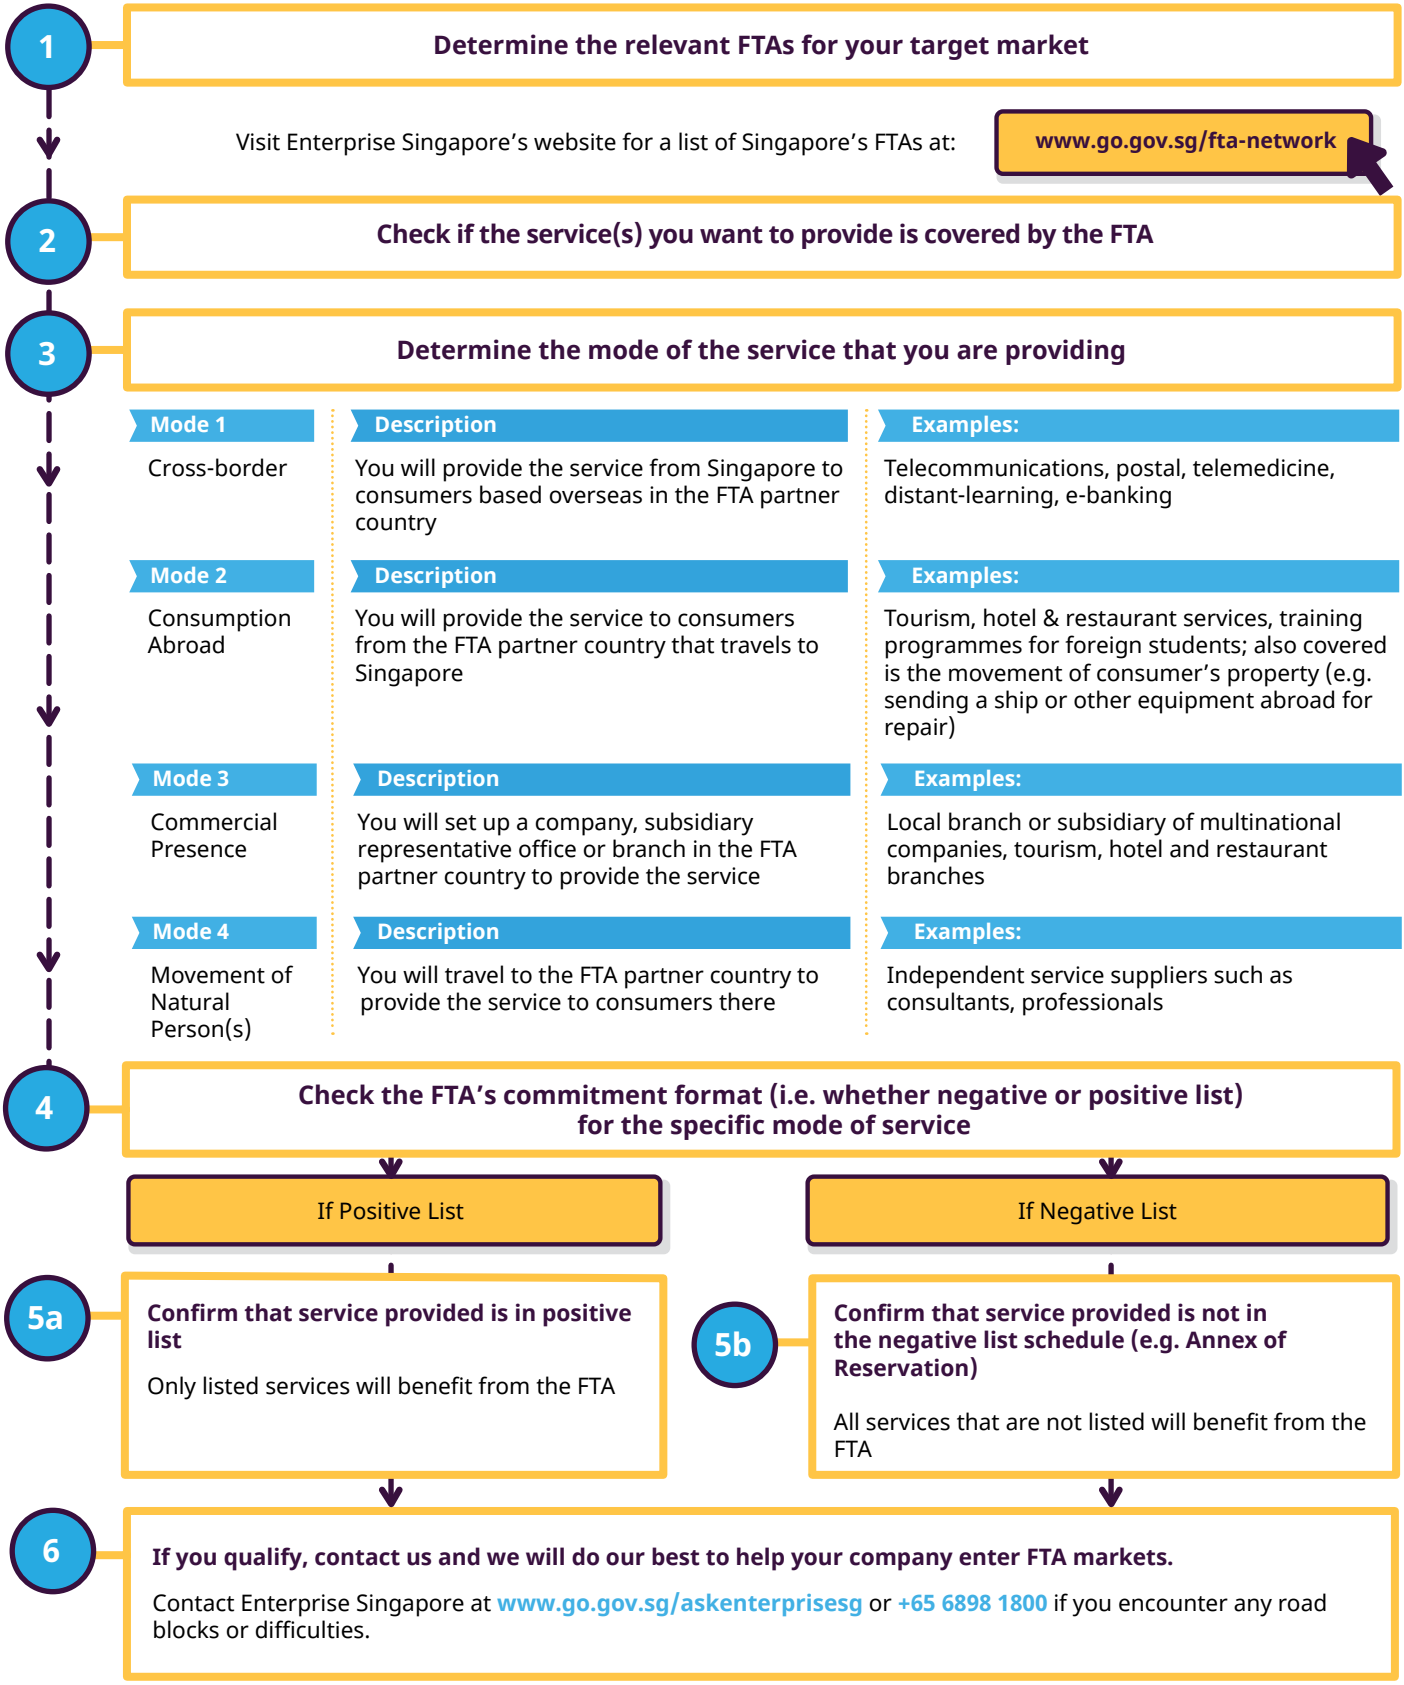 1
Determine the relevant FTAs for your target market
Visit Enterprise Singapore’s website for a list of Singapore’s FTAs at:
www.go.gov.sg/fta-network
2
Check if the service(s) you want to provide is covered by the FTA
3
Determine the mode of the service that you are providing
Mode 1
Description
Examples:
Cross-border
You will provide the service from Singapore to
consumers based overseas in the FTA partner
country
Telecommunications, postal, telemedicine,
distant-learning, e-banking
Mode 2
Description
Examples:
Consumption
Abroad
You will provide the service to consumers
from the FTA partner country that travels to
Singapore
Tourism, hotel & restaurant services, training
programmes for foreign students; also covered
is the movement of consumer’s property (e.g.
sending a ship or other equipment abroad for
repair)
Mode 3
Description
Examples:
Commercial
Presence
You will set up a company, subsidiary
representative office or branch in the FTA
partner country to provide the service
Local branch or subsidiary of multinational
companies, tourism, hotel and restaurant
branches
Mode 4
Description
Examples:
Movement of
Natural
Person(s)
You will travel to the FTA partner country to
provide the service to consumers there
Independent service suppliers such as
consultants, professionals
4
Check the FTA’s commitment format (i.e. whether negative or positive list)
for the specific mode of service
If Positive List
If Negative List
5a
Confirm that service provided is in positive
list
Only listed services will benefit from the FTA
5b
Confirm that service provided is not in
the negative list schedule (e.g. Annex of
Reservation)
All services that are not listed will benefit from the
FTA
6
If you qualify, contact us and we will do our best to help your company enter FTA markets.
Contact Enterprise Singapore at www.go.gov.sg/askenterprisesg or +65 6898 1800 if you encounter any road
blocks or difficulties.